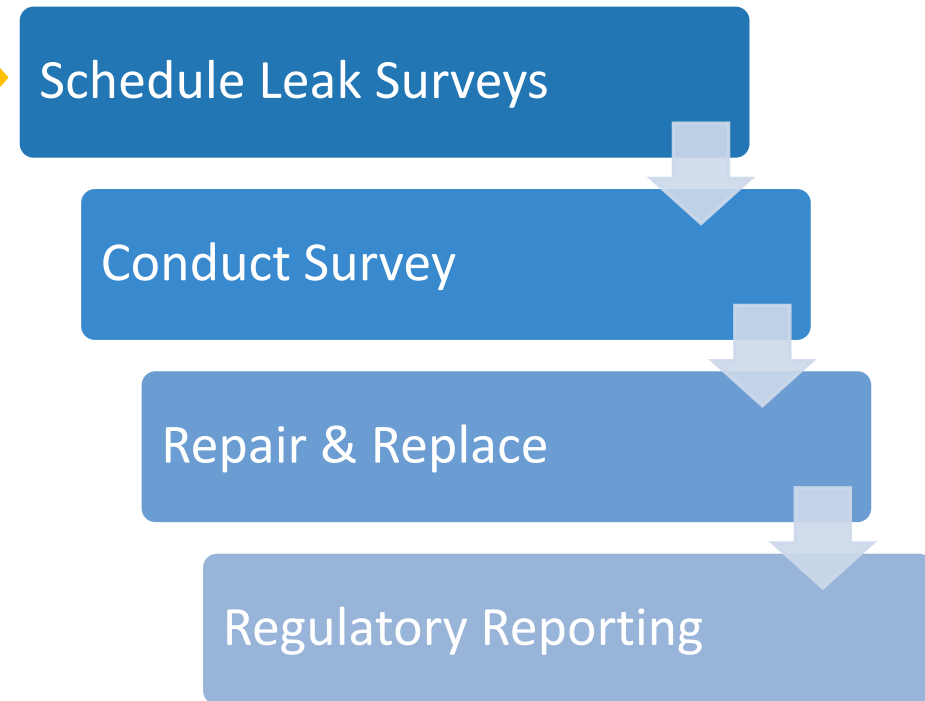 Schedule Leak Surveys
Conduct Survey
Repair & Replace
Regulatory Reporting